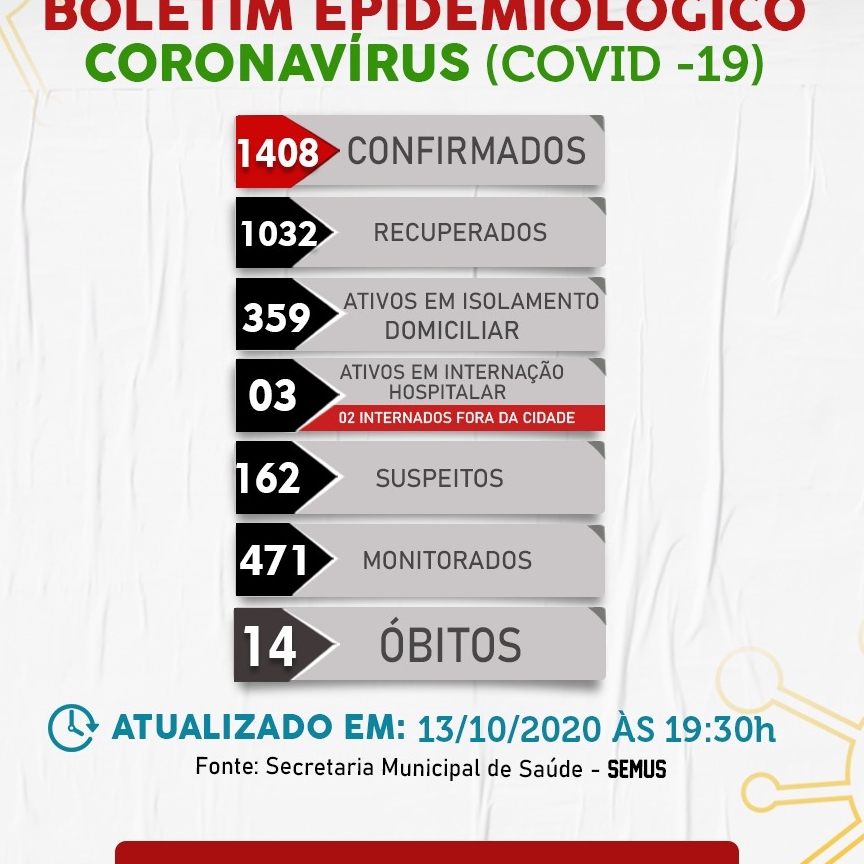 BOLETIM EPIDEMIOLÓGICO
CORONAVÍRUS (COVID -19)
1408 CONFIRMADOS
1032 RECUPERADOS
359 ATIVOS EM ISOLAMENTO
DOMICILIAR
03 ATIVOS EM INTERNAÇÃO
HOSPITALAR
02 INTERNADOS FORA DA CIDADE
162 SUSPEITOS
471 MONITORADOS
14 ÓBITOS
ATUALIZADO EM: 13/10/2020 ÀS 19:30h
Fonte: Secretaria Municipal de Saúde - SEMUS